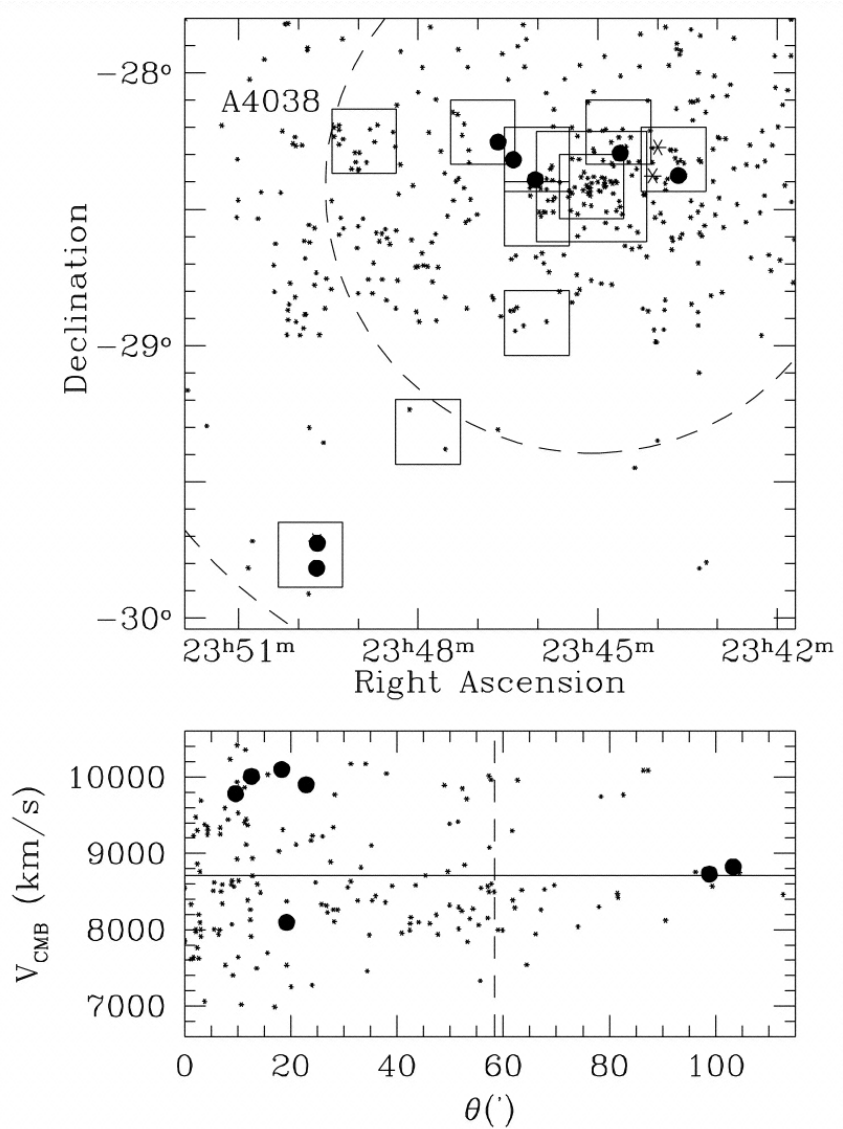 A4038
−28°
−29°
−30°
Declination
23ʰ51ᵐ 23ʰ48ᵐ 23ʰ45ᵐ 23ʰ42ᵐ
Right Ascension
10000
9000
8000
7000
V_CMB (km/s)
0 20 40 60 80 100
θ(′)